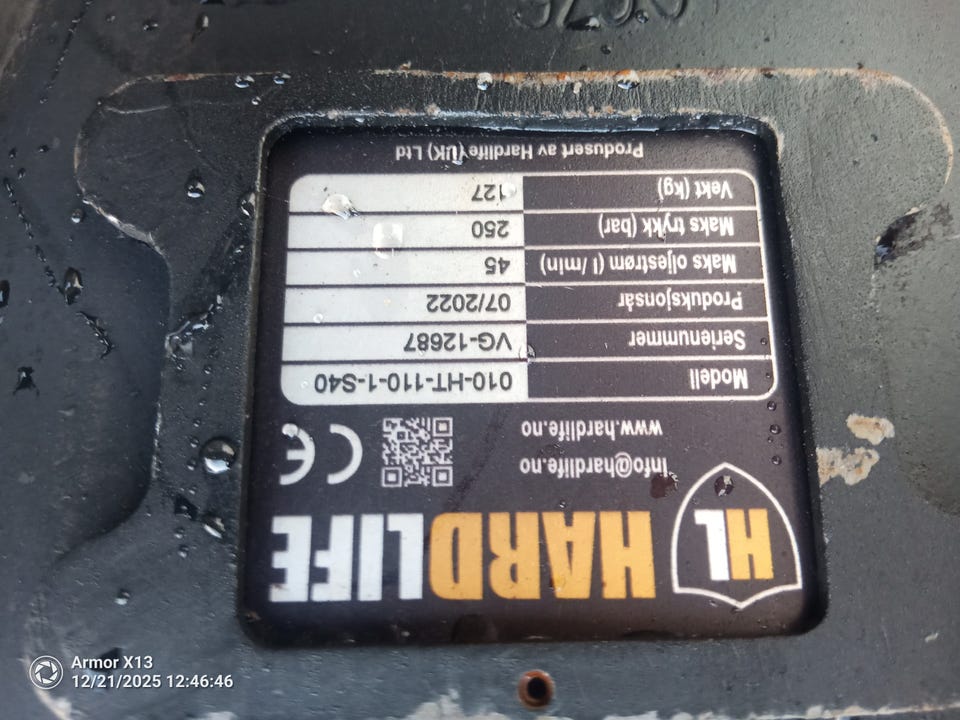 HL HARDLIFE
info@hardlife.no
www.hardlife.no
Modell 010-HT-110-1-S40
Serienummer VG-12687
Produksjonsår 07/2022
Maks oljestrøm (l / min) 45
Maks trykk (bar) 250
Vekt (kg) 127
Produsert av Hardlife (UK) Ltd
Armor X13
12/21/2025 12:46:46